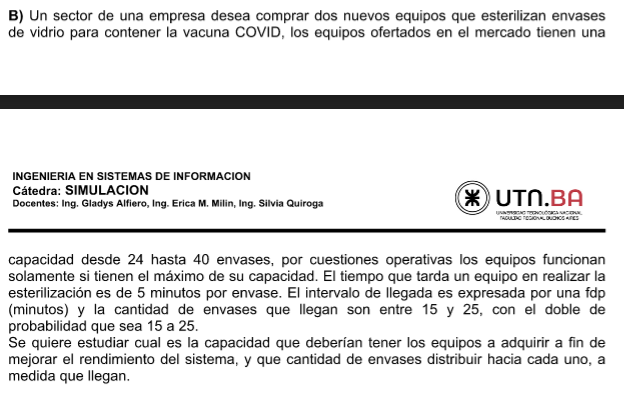 B) Un sector de una empresa desea comprar dos nuevos equipos que esterilizan envases
de vidrio para contener la vacuna COVID, los equipos ofertados en el mercado tienen una
INGENIERIA EN SISTEMAS DE INFORMACION
Cátedra: SIMULACION
Docentes: Ing. Gladys Alfiero, Ing. Erica M. Milin, Ing. Silvia Quiroga
UTN.BA
UNIVERSIDAD TECNOLÓGICA NACIONAL
FACULTAD REGIONAL BUENOS AIRES
capacidad desde 24 hasta 40 envases, por cuestiones operativas los equipos funcionan
solamente si tienen el máximo de su capacidad. El tiempo que tarda un equipo en realizar la
esterilización es de 5 minutos por envase. El intervalo de llegada es expresada por una fdp
(minutos) y la cantidad de envases que llegan son entre 15 y 25, con el doble de
probabilidad que sea 15 a 25.
Se quiere estudiar cual es la capacidad que deberían tener los equipos a adquirir a fin de
mejorar el rendimiento del sistema, y que cantidad de envases distribuir hacia cada uno, a
medida que llegan.